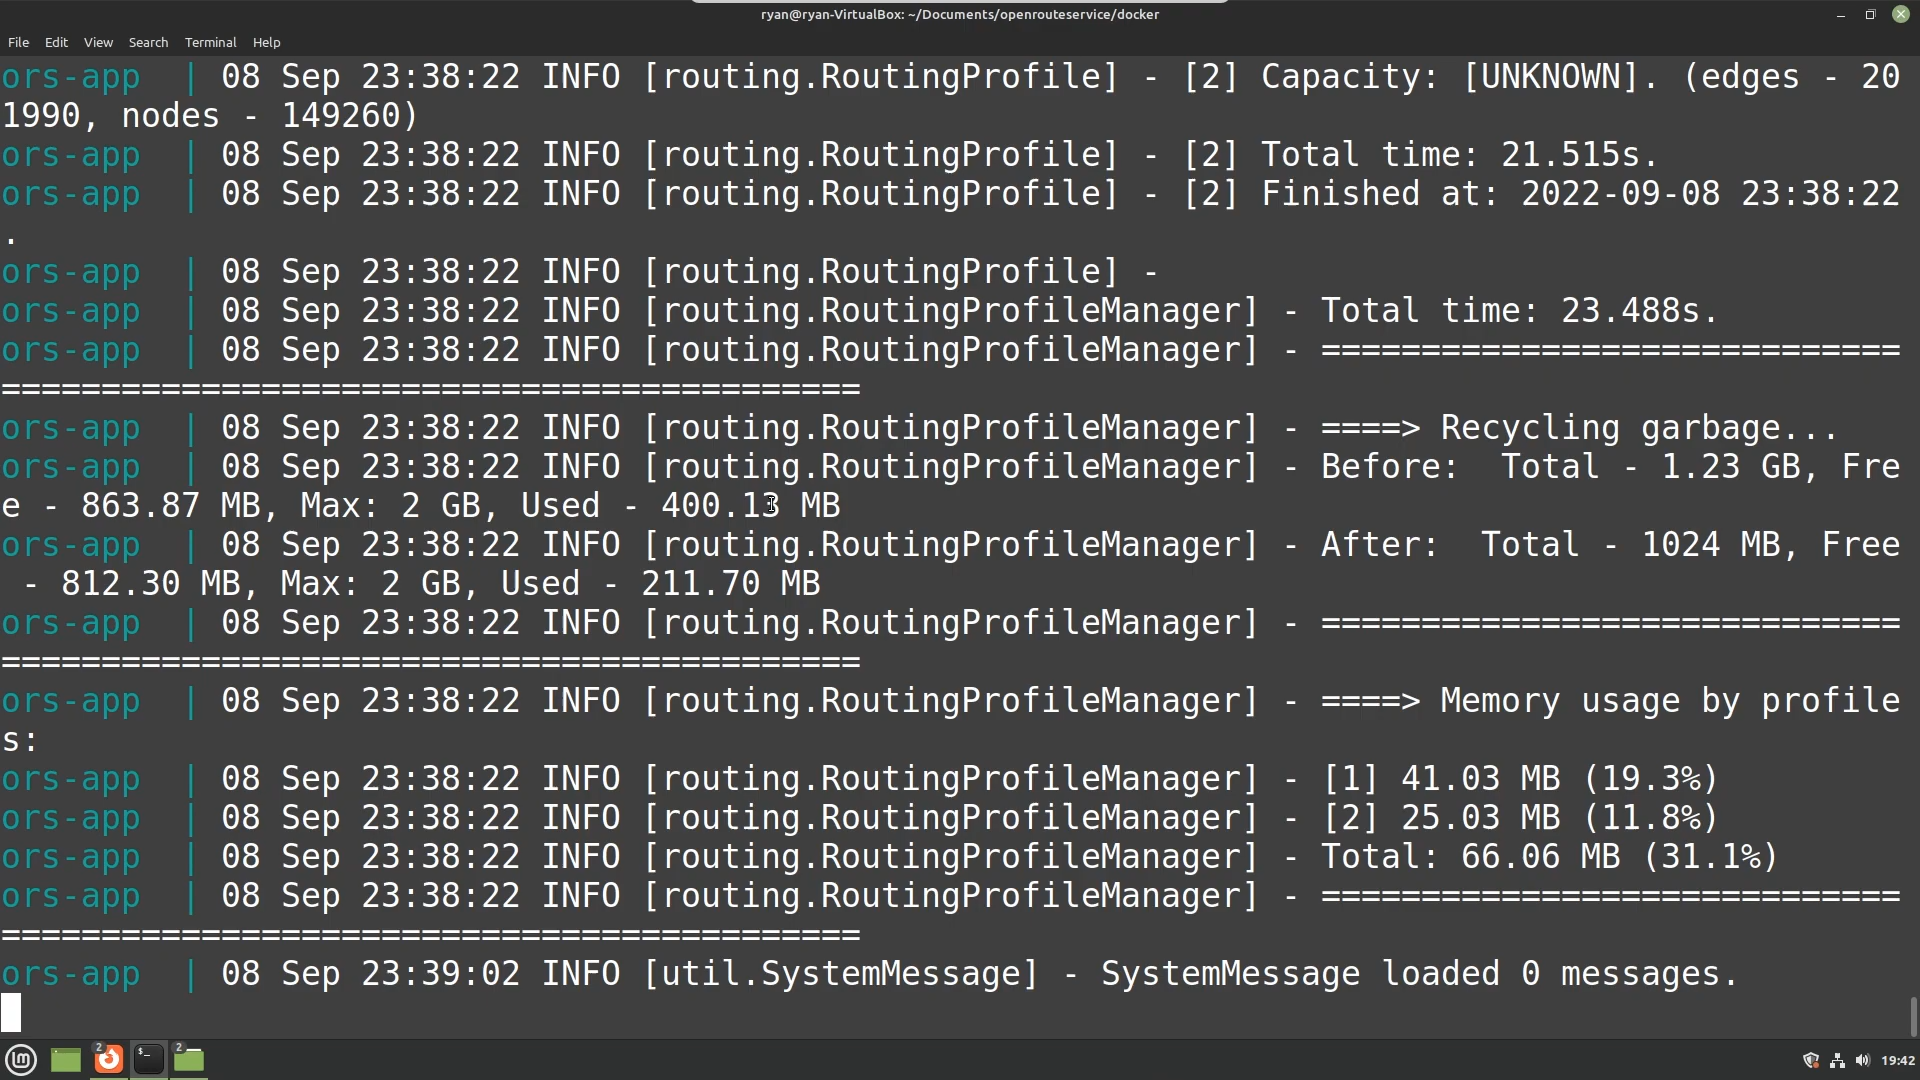 ryan@ryan-VirtualBox: ~/Documents/openrouteservice/docker
File Edit View Search Terminal Help
ors-app  | 08 Sep 23:38:22 INFO [routing.RoutingProfile] - [2] Capacity: [UNKNOWN]. (edges - 20
1990, nodes - 149260)
ors-app  | 08 Sep 23:38:22 INFO [routing.RoutingProfile] - [2] Total time: 21.515s.
ors-app  | 08 Sep 23:38:22 INFO [routing.RoutingProfile] - [2] Finished at: 2022-09-08 23:38:22
.
ors-app  | 08 Sep 23:38:22 INFO [routing.RoutingProfile] -
ors-app  | 08 Sep 23:38:22 INFO [routing.RoutingProfileManager] - Total time: 23.488s.
ors-app  | 08 Sep 23:38:22 INFO [routing.RoutingProfileManager] - =============================
===========================================
ors-app  | 08 Sep 23:38:22 INFO [routing.RoutingProfileManager] - ====> Recycling garbage...
ors-app  | 08 Sep 23:38:22 INFO [routing.RoutingProfileManager] - Before:  Total - 1.23 GB, Fre
e - 863.87 MB, Max: 2 GB, Used - 400.13 MB
ors-app  | 08 Sep 23:38:22 INFO [routing.RoutingProfileManager] - After:  Total - 1024 MB, Free
 - 812.30 MB, Max: 2 GB, Used - 211.70 MB
ors-app  | 08 Sep 23:38:22 INFO [routing.RoutingProfileManager] - =============================
===========================================
ors-app  | 08 Sep 23:38:22 INFO [routing.RoutingProfileManager] - ====> Memory usage by profile
s:
ors-app  | 08 Sep 23:38:22 INFO [routing.RoutingProfileManager] - [1] 41.03 MB (19.3%)
ors-app  | 08 Sep 23:38:22 INFO [routing.RoutingProfileManager] - [2] 25.03 MB (11.8%)
ors-app  | 08 Sep 23:38:22 INFO [routing.RoutingProfileManager] - Total: 66.06 MB (31.1%)
ors-app  | 08 Sep 23:38:22 INFO [routing.RoutingProfileManager] - =============================
===========================================
ors-app  | 08 Sep 23:39:02 INFO [util.SystemMessage] - SystemMessage loaded 0 messages.
lm 2 $_ 2 19:42